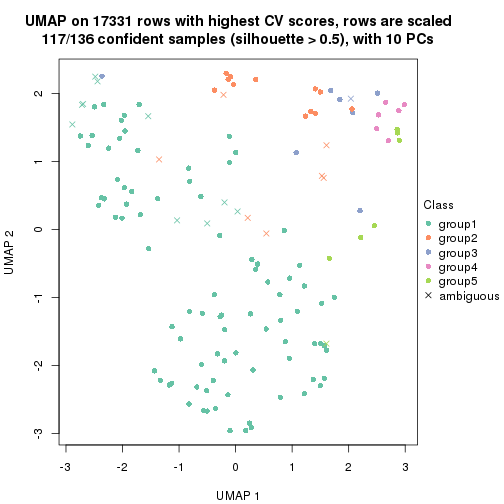 UMAP on 17331 rows with highest CV scores, rows are scaled
117/136 confident samples (silhouette > 0.5), with 10 PCs
2
1
0
-1
-2
-3
UMAP 2
-3 -2 -1 0 1 2 3
UMAP 1
Class
group1
group2
group3
group4
group5
ambiguous